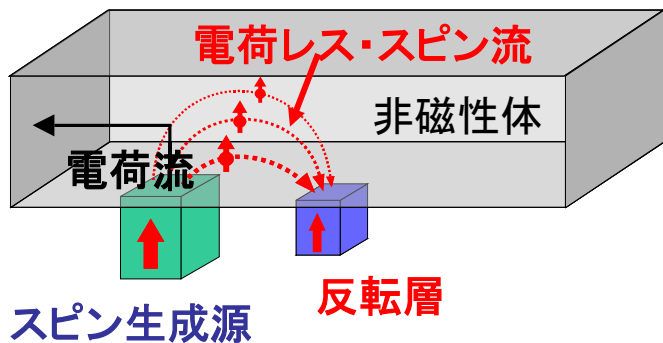 電荷レス・スピン流
非磁性体
電荷流
反転層
スピン生成源